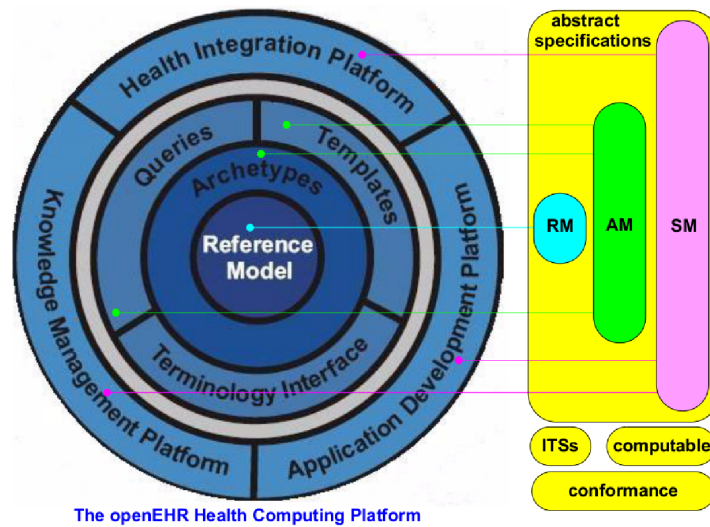 Health Integration Platform
Queries
Templates
Archetypes
Reference
Model
Terminology Interface
Knowledge Management Platform
Application Development Platform
abstract
specifications
RM
AM
SM
ITSs
computable
conformance
The openEHR Health Computing Platform